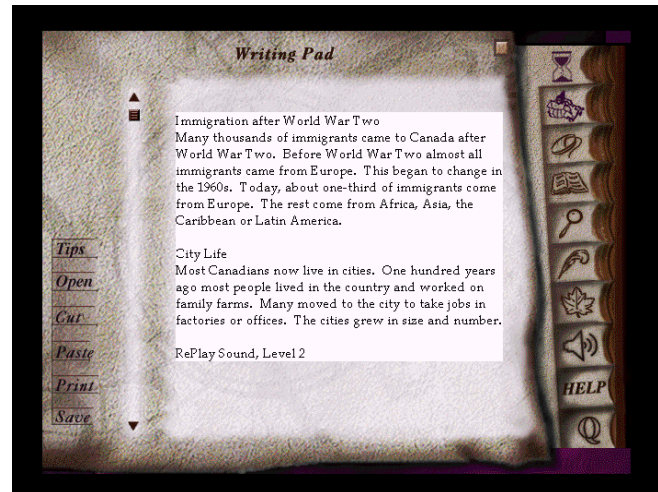 Writing Pad
Immigration after World War Two
Many thousands of immigrants came to Canada after
World War Two.  Before World War Two almost all
immigrants came from Europe.  This began to change in
the 1960s.  Today, about one-third of immigrants come
from Europe.  The rest come from Africa, Asia, the
Caribbean or Latin America.
City Life
Most Canadians now live in cities.  One hundred years
ago most people lived in the country and worked on
family farms.  Many moved to the city to take jobs in
factories or offices.  The cities grew in size and number.
RePlay Sound, Level 2
Tips
Open
Cut
Paste
Print
Save
HELP
Q